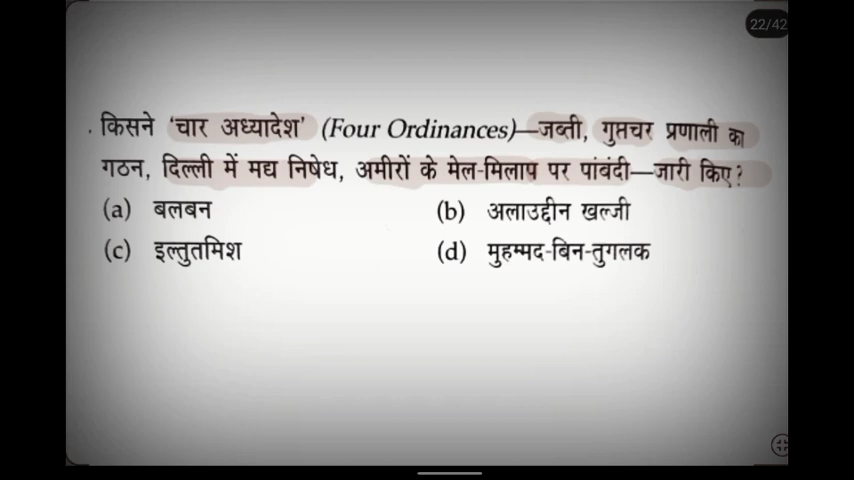 22/42
. किसने 'चार अध्यादेश' (Four Ordinances)—जब्ती, गुप्तचर प्रणाली का
गठन, दिल्ली में मद्य निषेध, अमीरों के मेल-मिलाप पर पांबंदी—जारी किए?
(a) बलबन (b) अलाउद्दीन खल्जी
(c) इल्तुतमिश (d) मुहम्मद-बिन-तुगलक